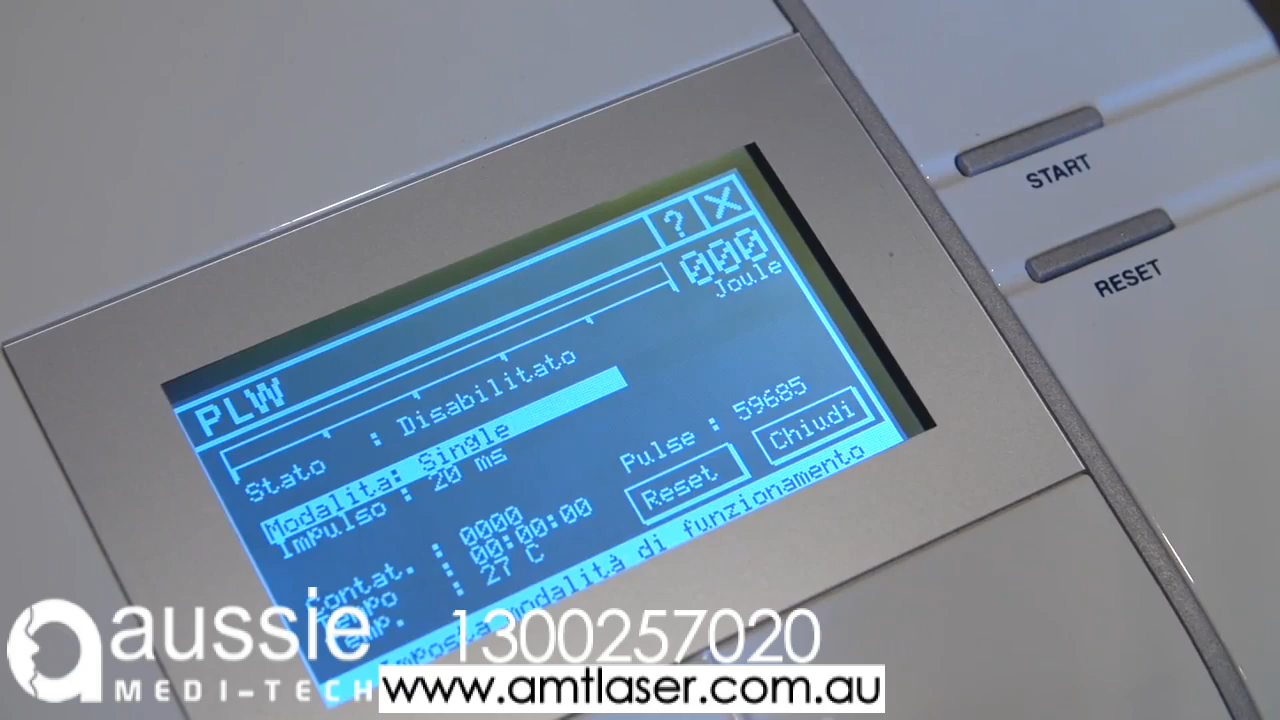 START
RESET
? X
PLW
000
Joule
Stato : Disabilitato
Modalita: Single
Impulso : 20 ms
Pulse : 59685
Contat. : 0000
Tempo : 00:00:00
Temp. : 27 C
Reset
Chiudi
Imposta modalità di funzionamento
aussie
MEDI-TECH
1300257020
www.amtlaser.com.au